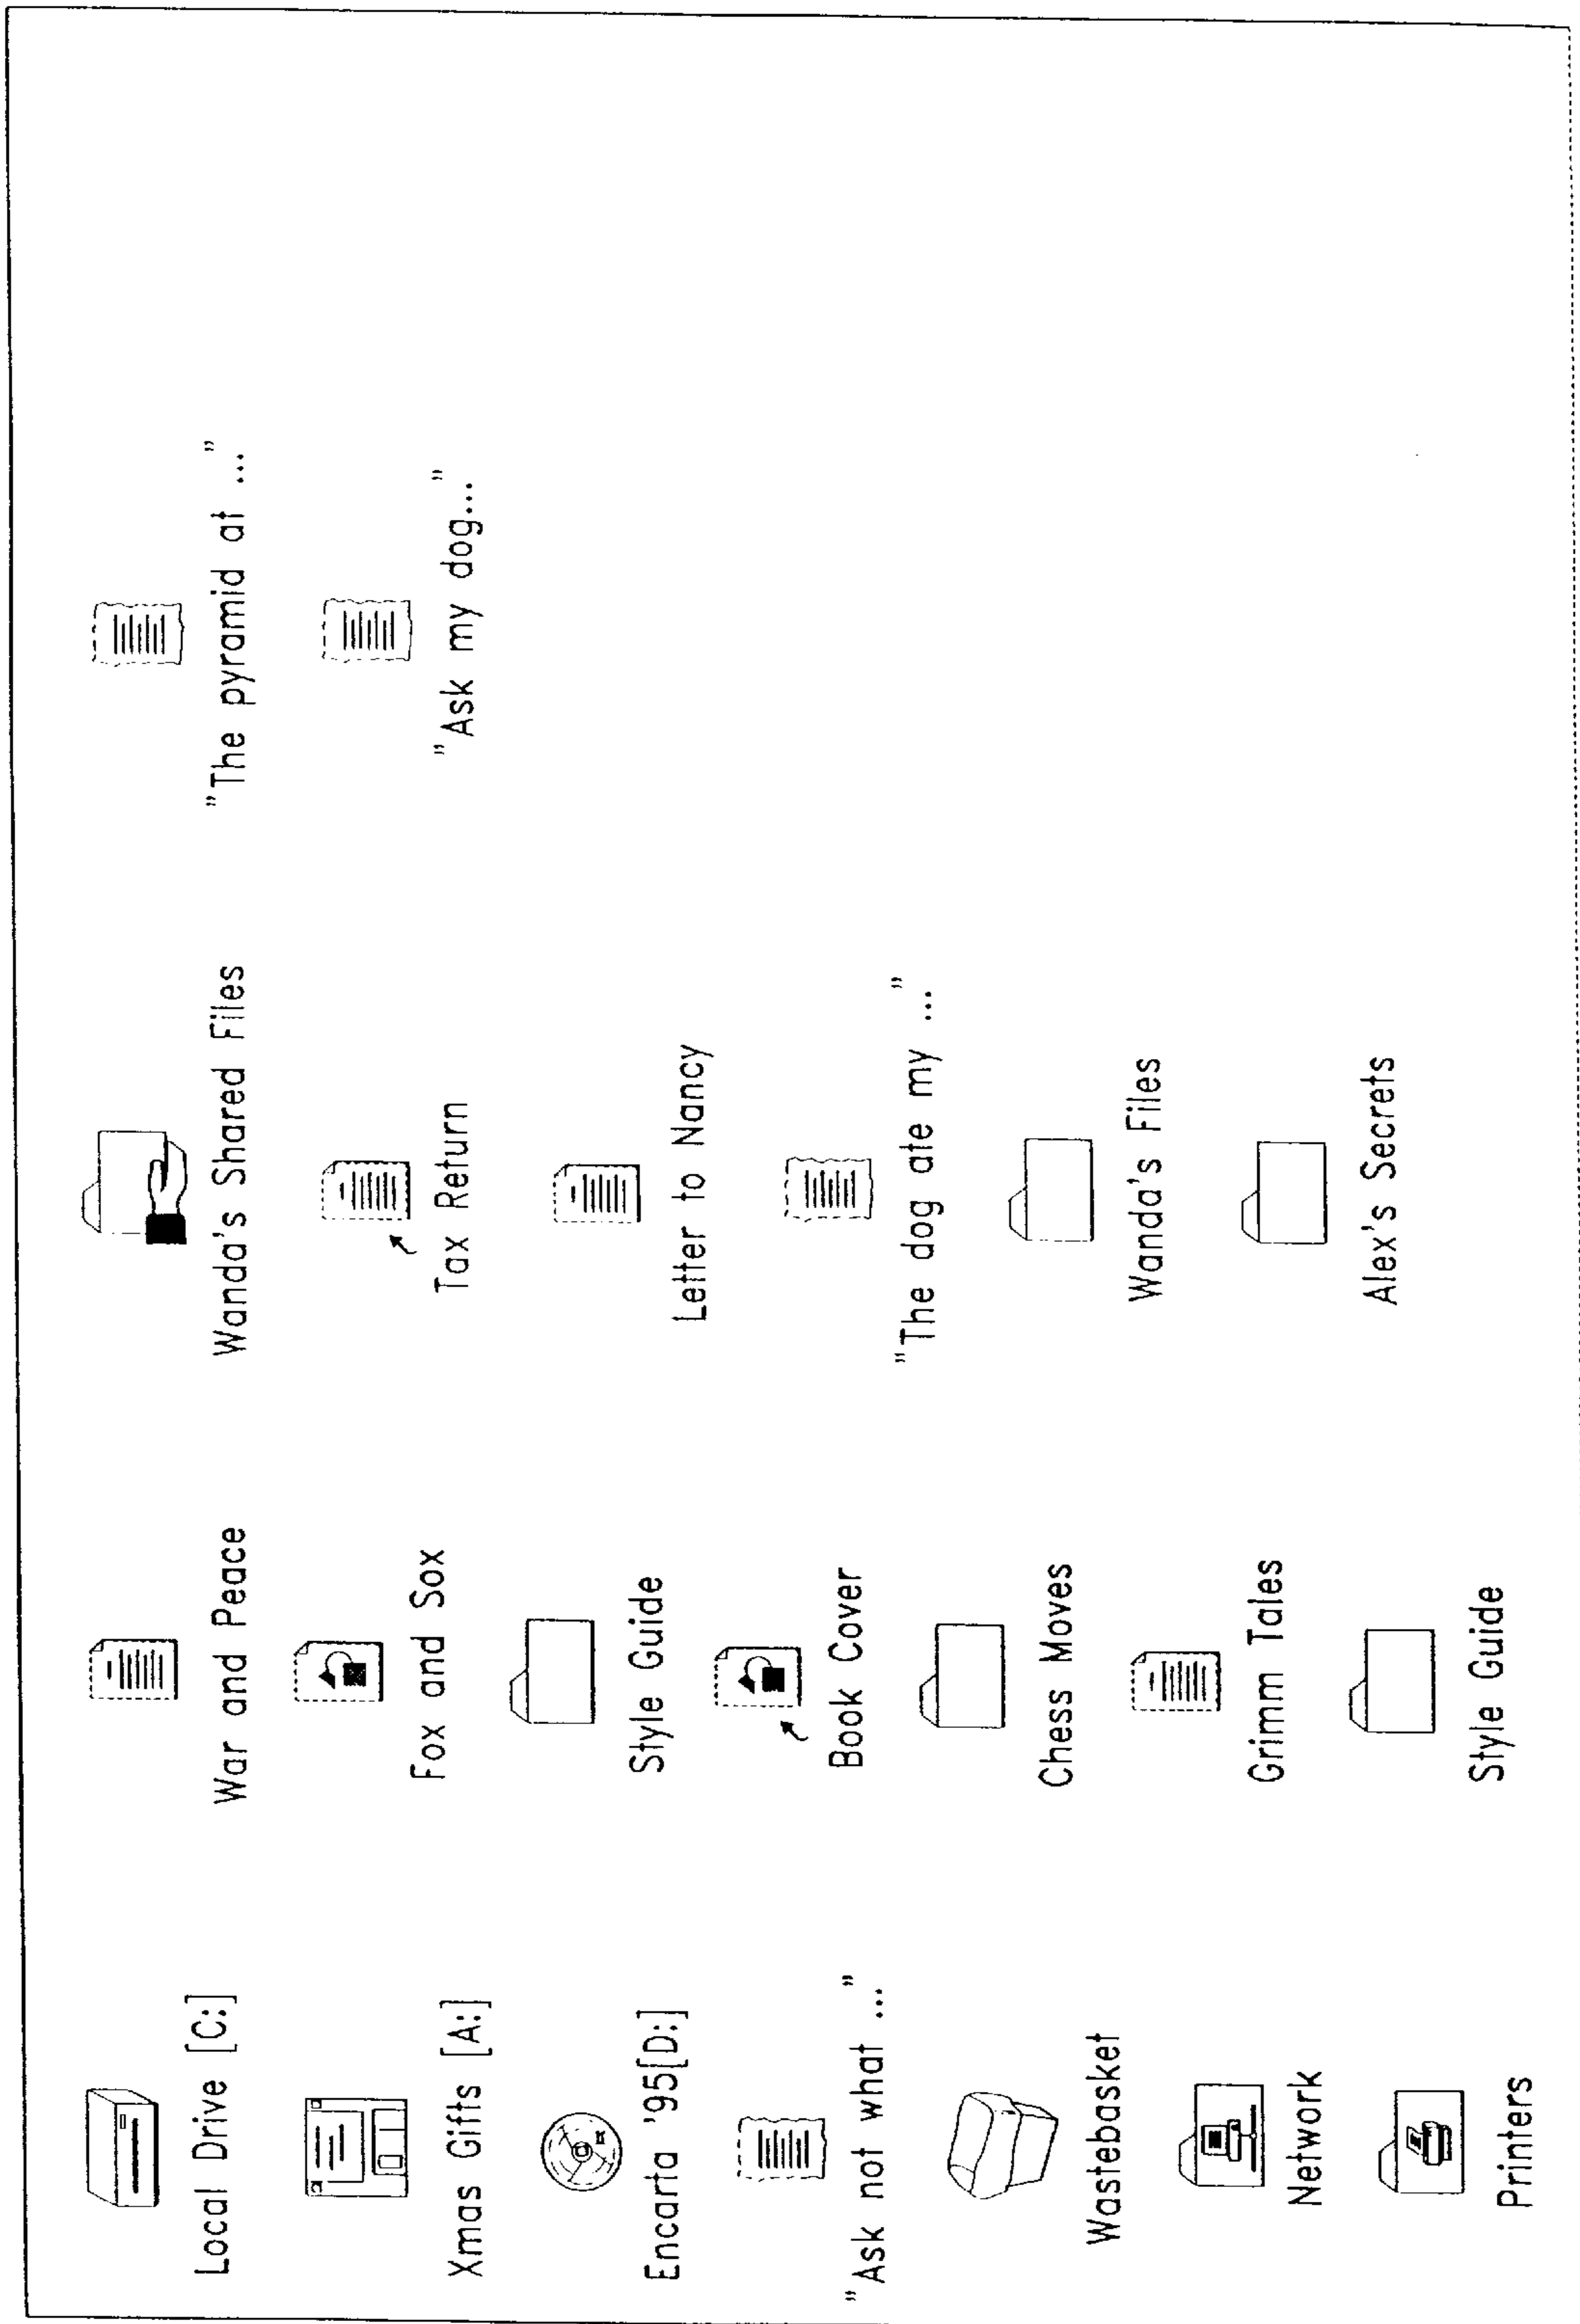 Local Drive [C:]
Xmas Gifts [A:]
Encarta '95[D:]
"Ask not what ..."
Wastebasket
Network
Printers
War and Peace
Fox and Sox
Style Guide
Book Cover
Chess Moves
Grimm Tales
Style Guide
Wanda's Shared Files
Tax Return
Letter to Nancy
"The dog ate my ..."
Wanda's Files
Alex's Secrets
"The pyramid at ..."
"Ask my dog..."